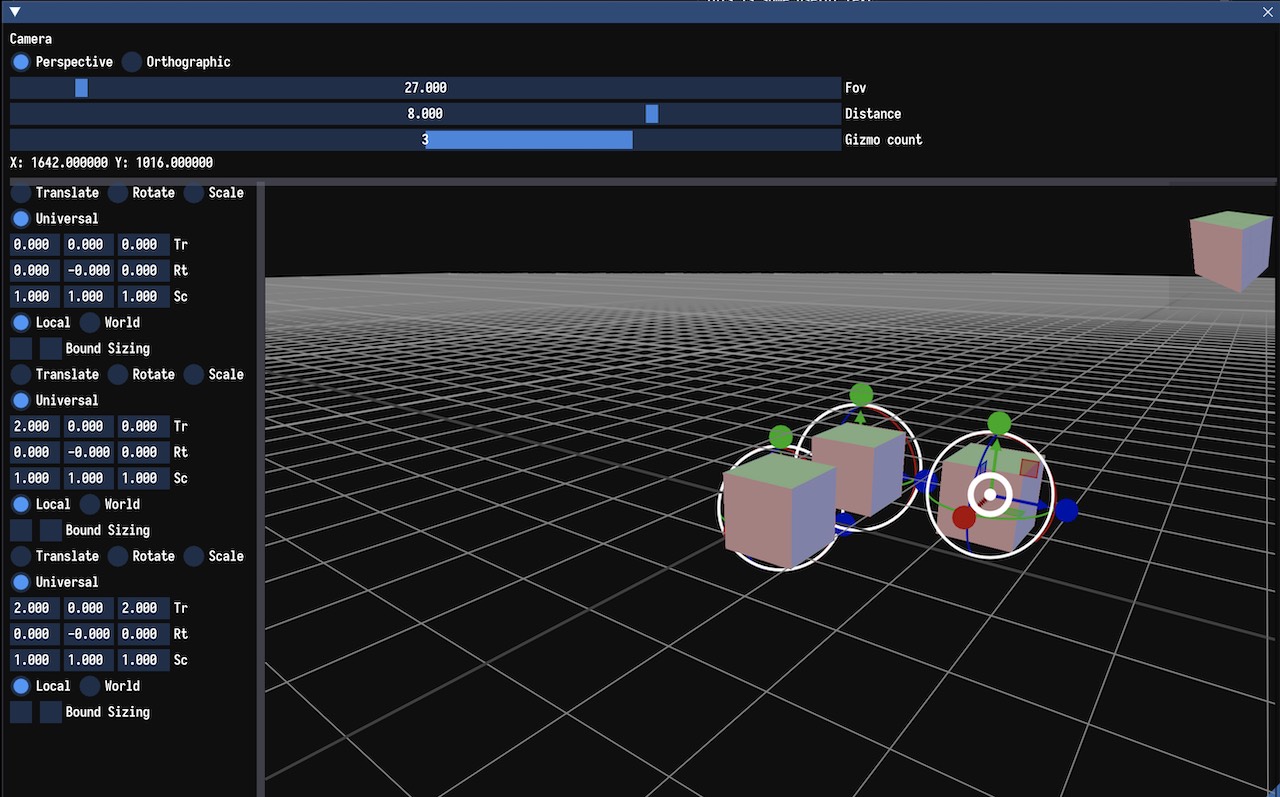 Camera
Perspective Orthographic
27.000 Fov
8.000 Distance
3 Gizmo count
X: 1642.000000 Y: 1016.000000
Translate Rotate Scale
Universal
0.000 0.000 0.000 Tr
0.000 -0.000 0.000 Rt
1.000 1.000 1.000 Sc
Local World
Bound Sizing
Translate Rotate Scale
Universal
2.000 0.000 0.000 Tr
0.000 -0.000 0.000 Rt
1.000 1.000 1.000 Sc
Local World
Bound Sizing
Translate Rotate Scale
Universal
2.000 0.000 2.000 Tr
0.000 -0.000 0.000 Rt
1.000 1.000 1.000 Sc
Local World
Bound Sizing